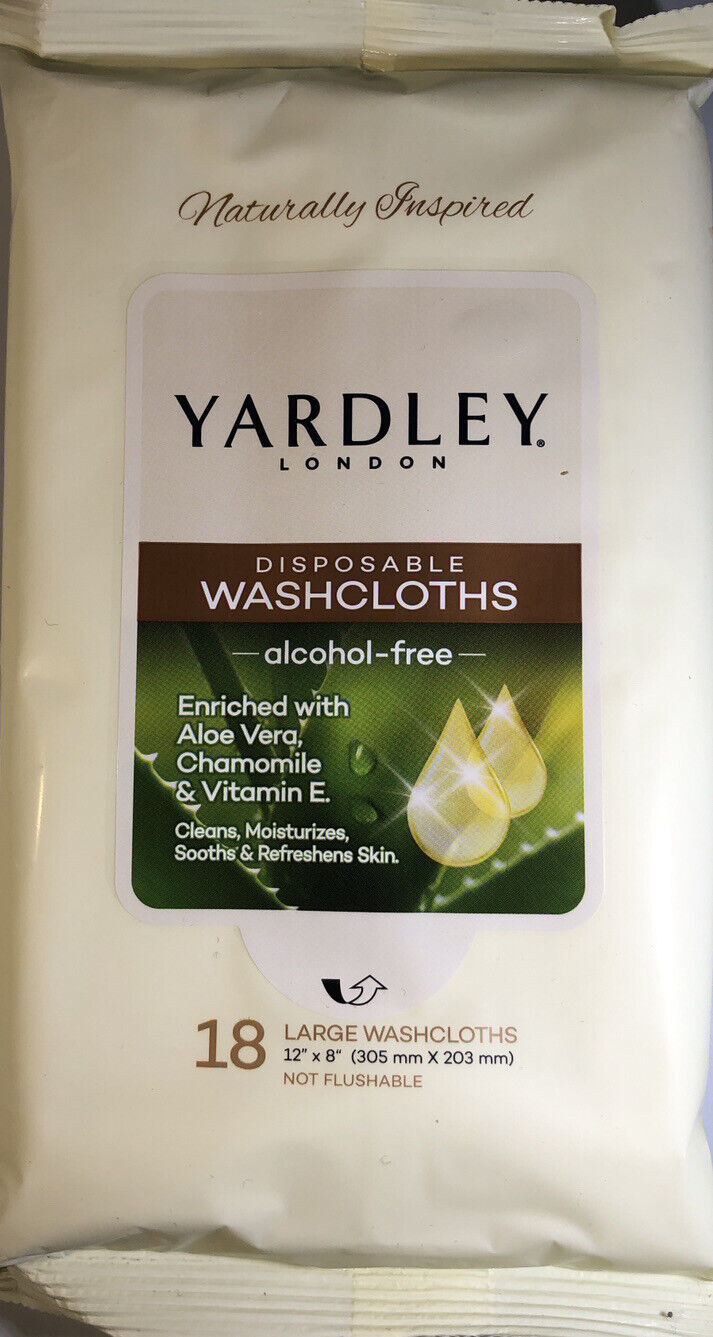 Naturally Inspired
YARDLEY®
LONDON
DISPOSABLE
WASHCLOTHS
alcohol-free
Enriched with
Aloe Vera,
Chamomile
& Vitamin E.
Cleans, Moisturizes,
Sooths & Refreshens Skin.
18 LARGE WASHCLOTHS
12" x 8" (305 mm X 203 mm)
NOT FLUSHABLE